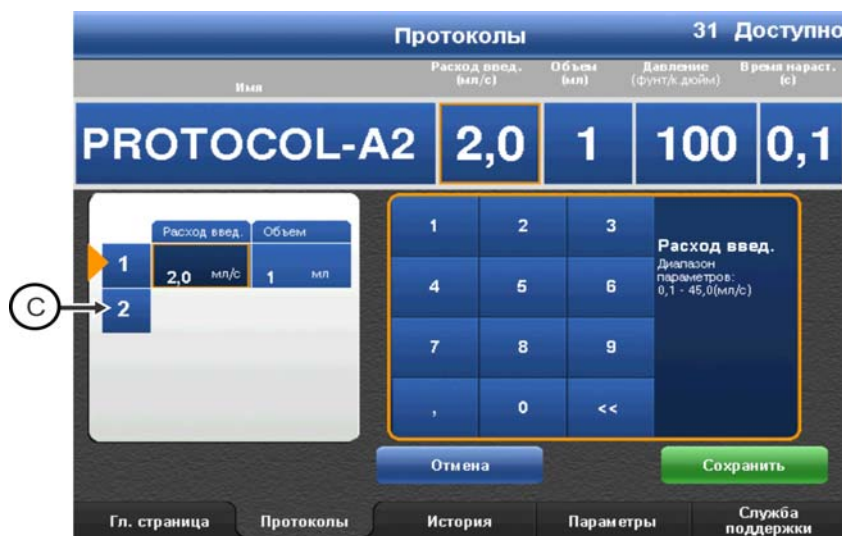 Протоколы
31 Доступно
Имя
Расход введ. (мл/с)
Объем (мл)
Давление (фунт/к.дюйм)
Время нараст. (с)
PROTOCOL-A2 2,0 1 100 0,1
Расход введ. Объем
1 2,0 мл/с 1 мл
C
2
1 2 3
4 5 6
7 8 9
, 0 <<
Расход введ.
Диапазон
параметров:
0,1 - 45,0(мл/с)
Отмена
Сохранить
Гл. страница
Протоколы
История
Параметры
Служба
поддержки